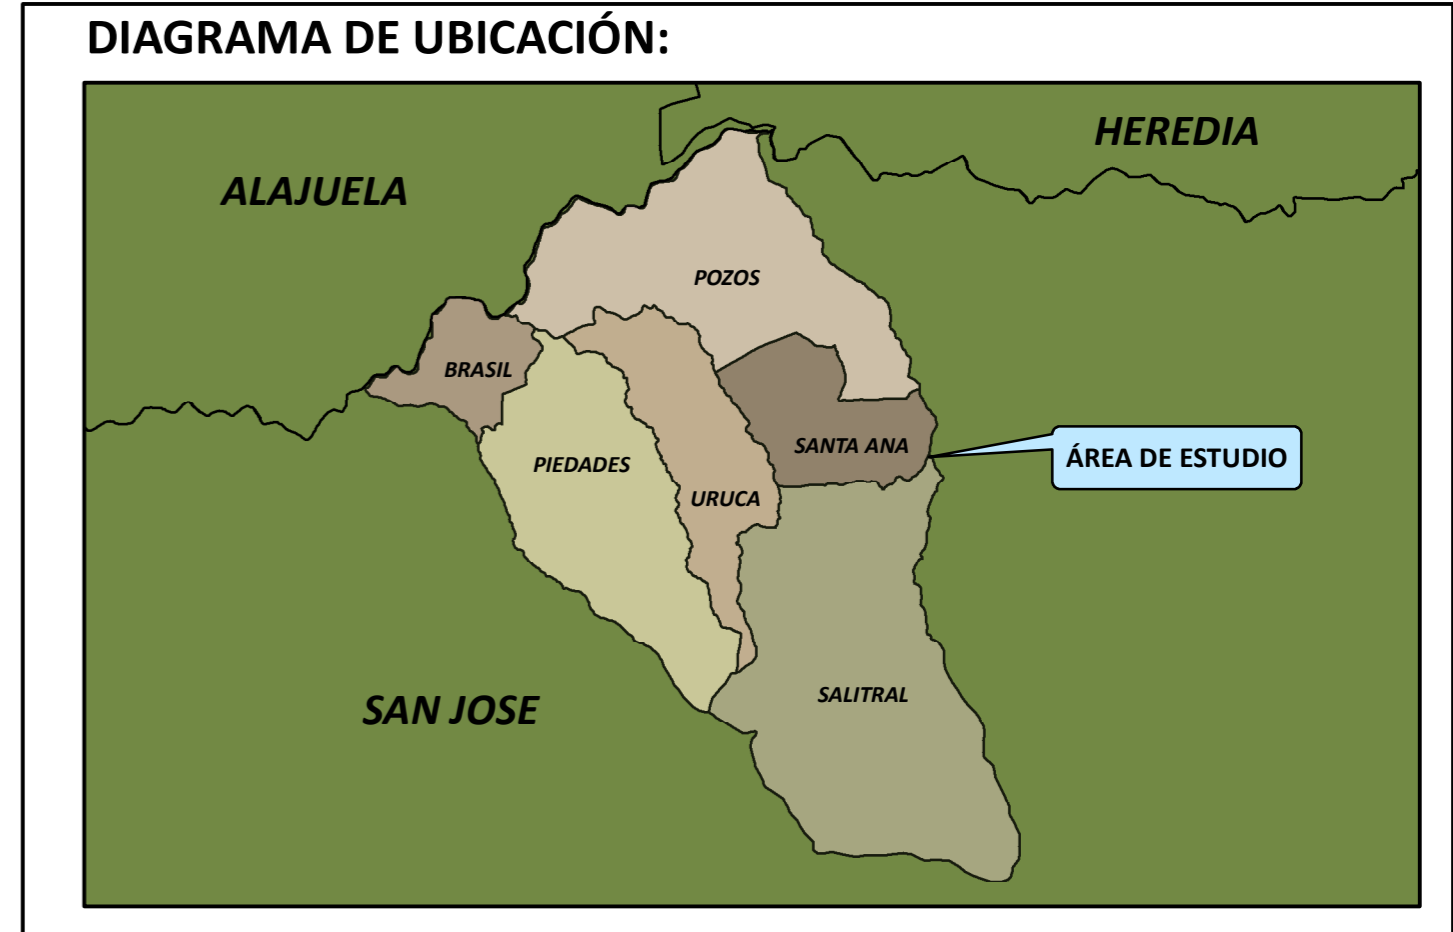 DIAGRAMA DE UBICACIÓN:
HEREDIA
ALAJUELA
POZOS
BRASIL
SANTA ANA
ÁREA DE ESTUDIO
PIEDADES
URUCA
SALITRAL
SAN JOSE